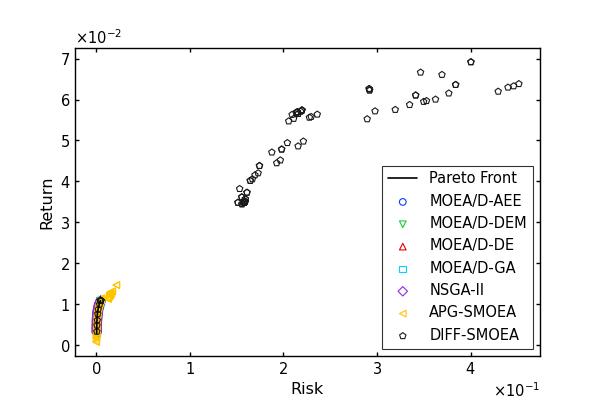 ×10⁻²
7
6
5
4
3
2
1
0
Return
0 1 2 3 4
Risk
×10⁻¹
Pareto Front
MOEA/D-AEE
MOEA/D-DEM
MOEA/D-DE
MOEA/D-GA
NSGA-II
APG-SMOEA
DIFF-SMOEA